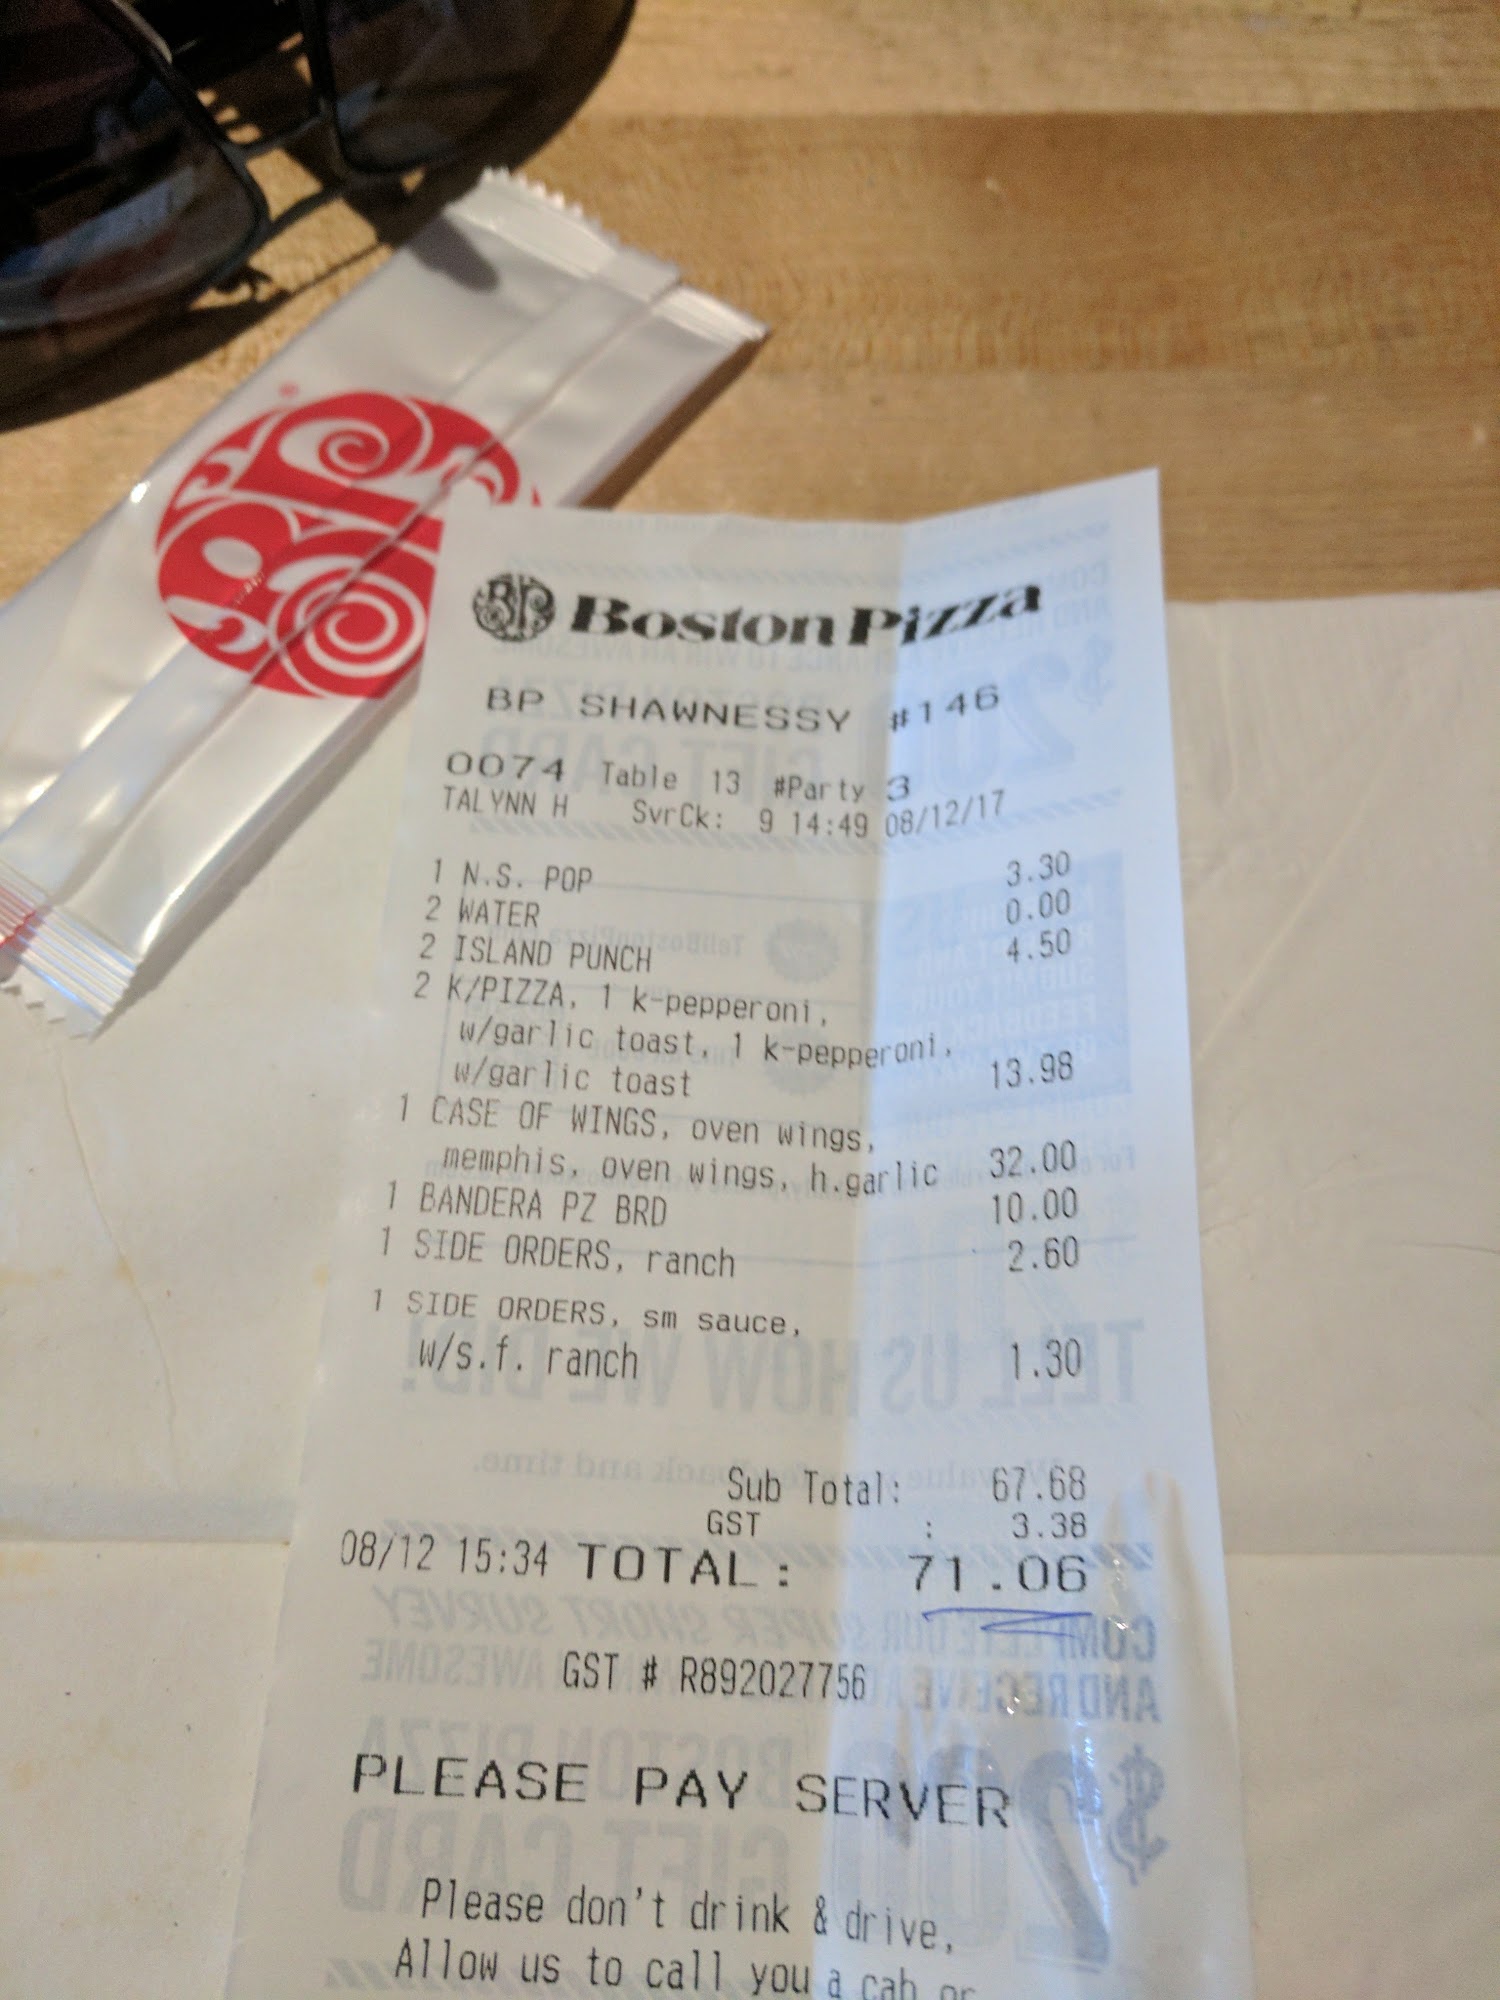 Boston Pizza
BP SHAWNESSY #146
0074 Table 13 #Party 3
TALYNN H SvrCk: 9 14:49 08/12/17
1 N.S. POP 3.30
2 WATER 0.00
2 ISLAND PUNCH 4.50
2 K/PIZZA, 1 k-pepperoni,
w/garlic toast, 1 k-pepperoni,
w/garlic toast 13.98
1 CASE OF WINGS, oven wings,
memphis, oven wings, h.garlic 32.00
1 BANDERA PZ BRD 10.00
1 SIDE ORDERS, ranch 2.60
1 SIDE ORDERS, sm sauce,
w/s.f. ranch 1.30
Sub Total: 67.68
GST : 3.38
08/12 15:34 TOTAL: 71.06
GST # R892027756
PLEASE PAY SERVER
Please don't drink & drive,
Allow us to call you a cab or